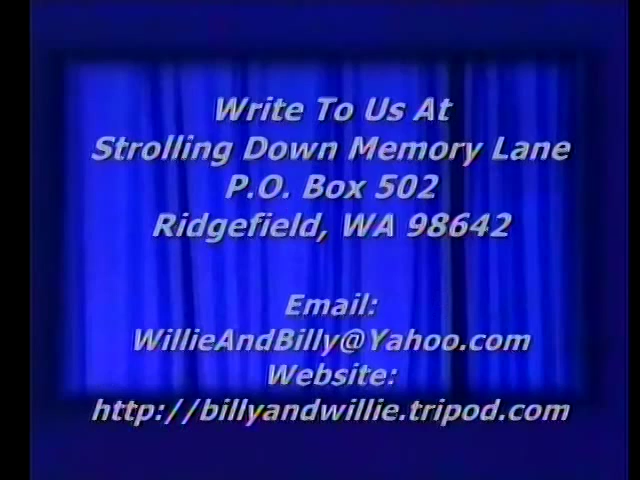 Write To Us At
Strolling Down Memory Lane
P.O. Box 502
Ridgefield, WA 98642
Email:
WillieAndBilly@Yahoo.com
Website:
http://billyandwillie.tripod.com